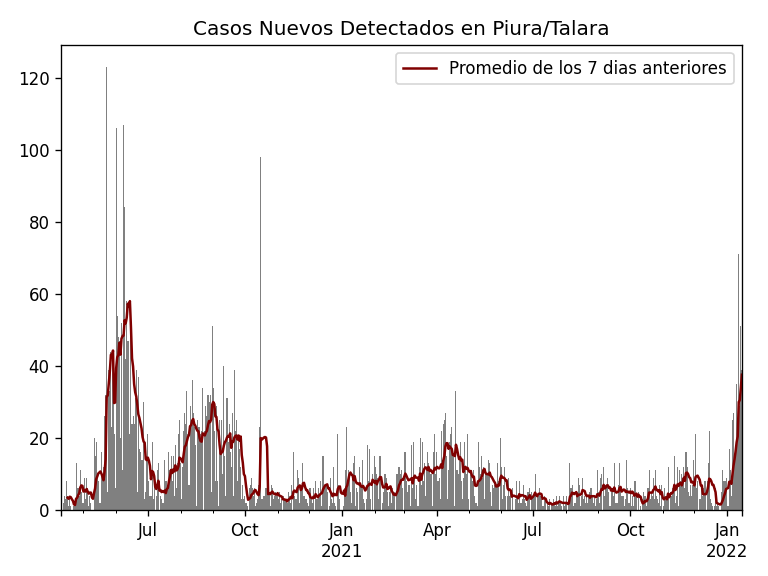 Casos Nuevos Detectados en Piura/Talara
Promedio de los 7 dias anteriores
120
100
80
60
40
20
0
Jul
Oct
Jan
2021
Apr
Jul
Oct
Jan
2022